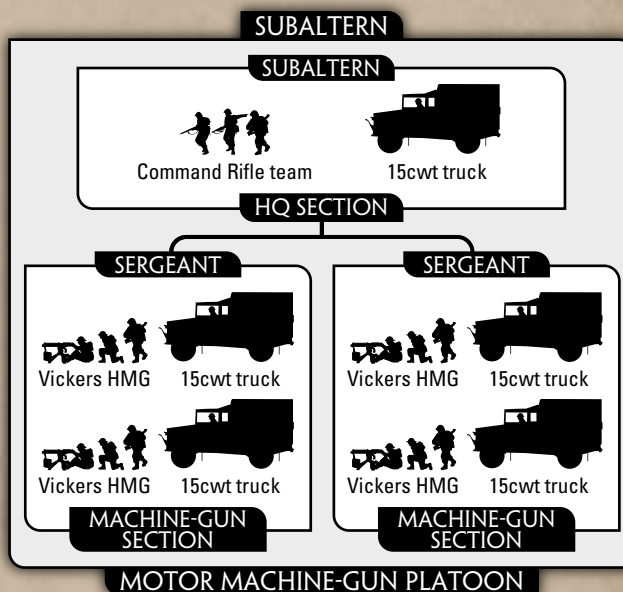 SUBALTERN
SUBALTERN
Command Rifle team 15cwt truck
HQ SECTION
SERGEANT SERGEANT
Vickers HMG 15cwt truck Vickers HMG 15cwt truck
Vickers HMG 15cwt truck Vickers HMG 15cwt truck
MACHINE-GUN MACHINE-GUN
SECTION SECTION
MOTOR MACHINE-GUN PLATOON